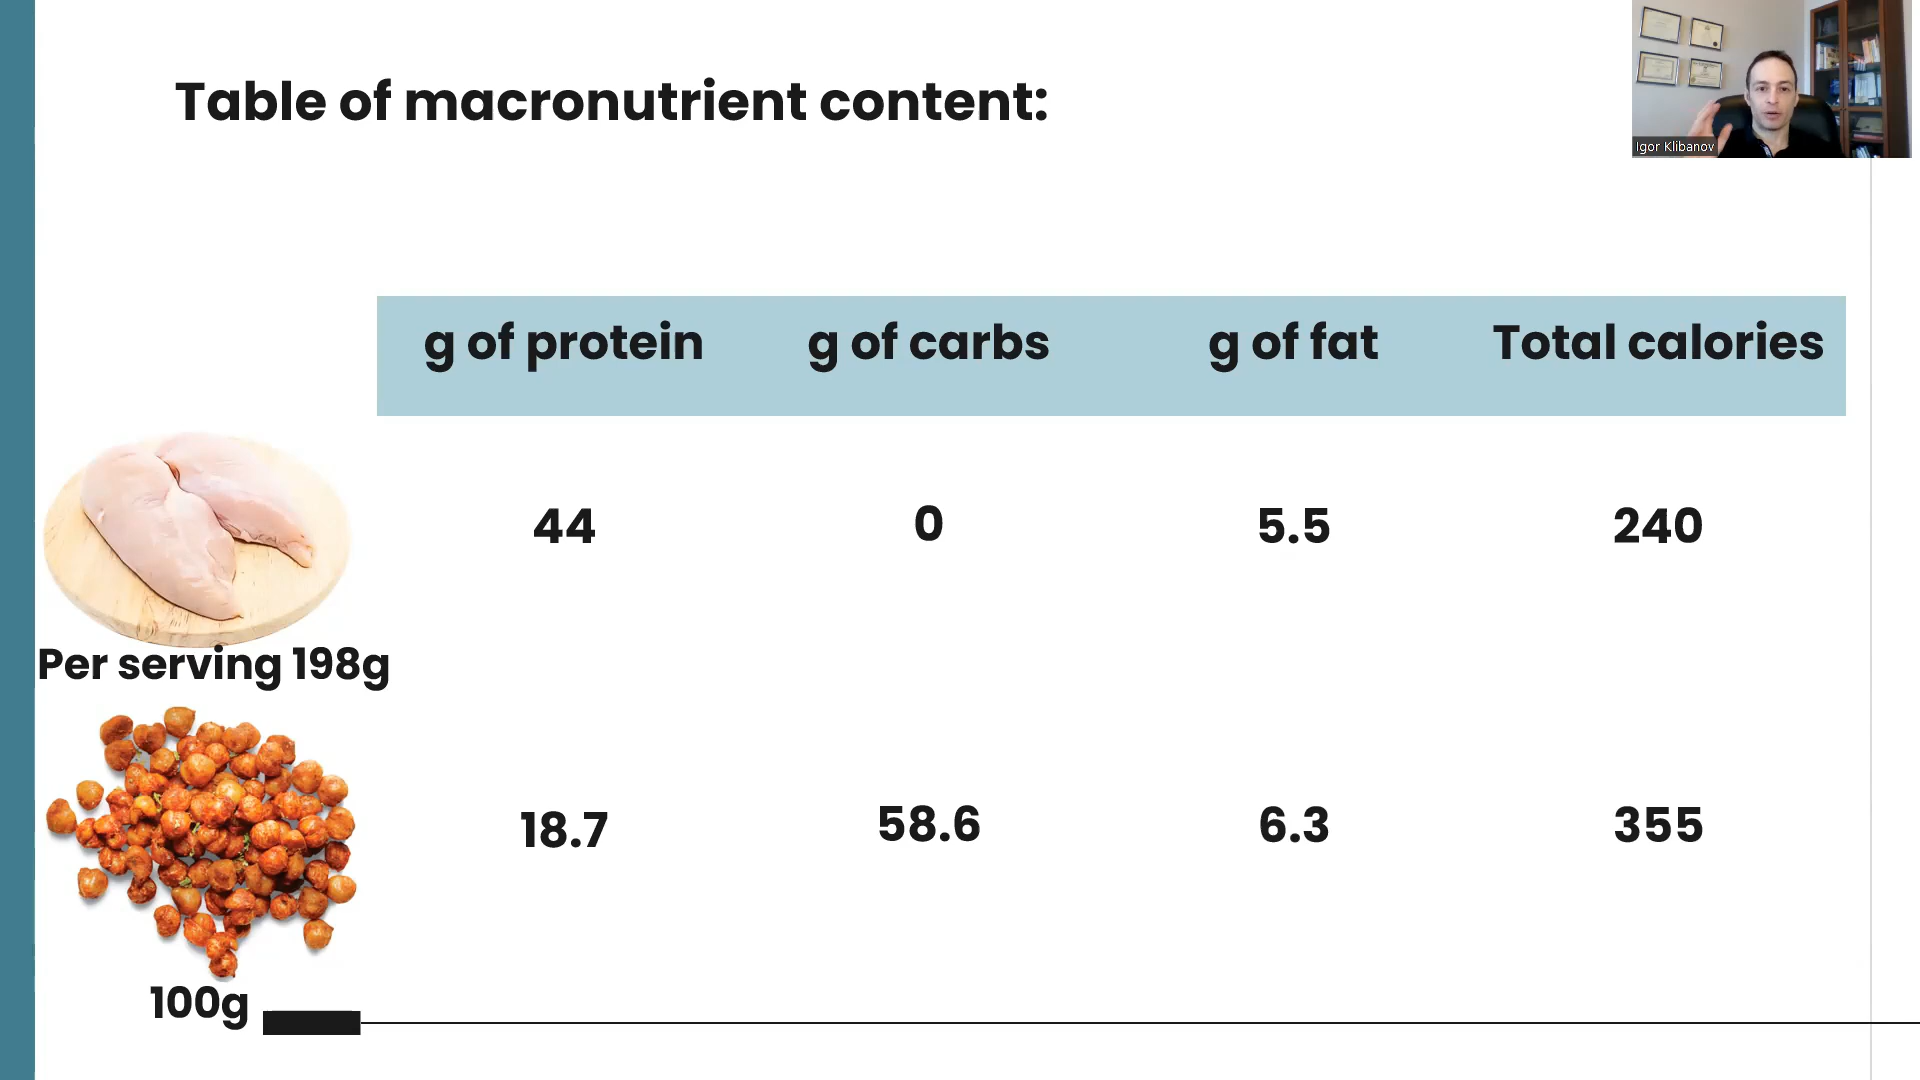 Table of macronutrient content:
Igor Klibanov
g of protein g of carbs g of fat Total calories
44 0 5.5 240
Per serving 198g
18.7 58.6 6.3 355
100g